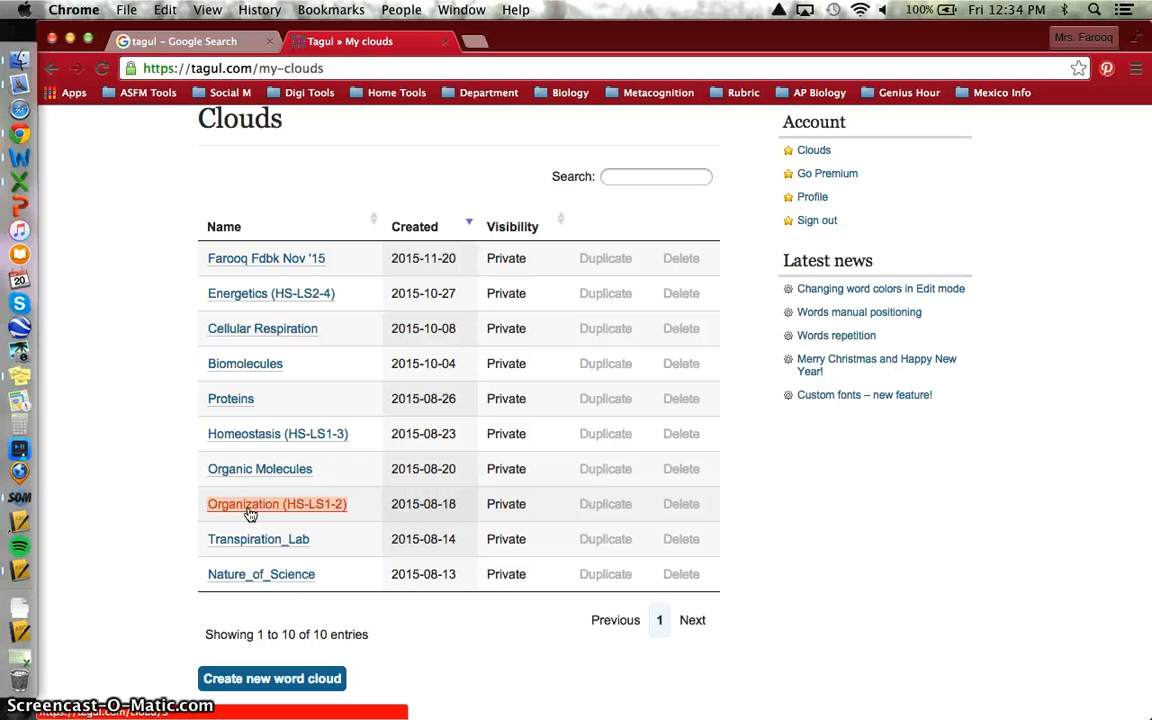 Chrome File Edit View History Bookmarks People Window Help 100% Fri 12:34 PM
tagul - Google Search Tagul » My clouds Mrs. Farooq
https://tagul.com/my-clouds
Apps ASFM Tools Social M Digi Tools Home Tools Department Biology Metacognition Rubric AP Biology Genius Hour Mexico Info
Clouds
Search:
Name Created Visibility
Farooq Fdbk Nov '15 2015-11-20 Private Duplicate Delete
Energetics (HS-LS2-4) 2015-10-27 Private Duplicate Delete
Cellular Respiration 2015-10-08 Private Duplicate Delete
Biomolecules 2015-10-04 Private Duplicate Delete
Proteins 2015-08-26 Private Duplicate Delete
Homeostasis (HS-LS1-3) 2015-08-23 Private Duplicate Delete
Organic Molecules 2015-08-20 Private Duplicate Delete
Organization (HS-LS1-2) 2015-08-18 Private Duplicate Delete
Transpiration_Lab 2015-08-14 Private Duplicate Delete
Nature_of_Science 2015-08-13 Private Duplicate Delete
Previous 1 Next
Showing 1 to 10 of 10 entries
Create new word cloud
Account
Clouds
Go Premium
Profile
Sign out
Latest news
Changing word colors in Edit mode
Words manual positioning
Words repetition
Merry Christmas and Happy New
Year!
Custom fonts – new feature!
20
SOM
Screencast-O-Matic.com